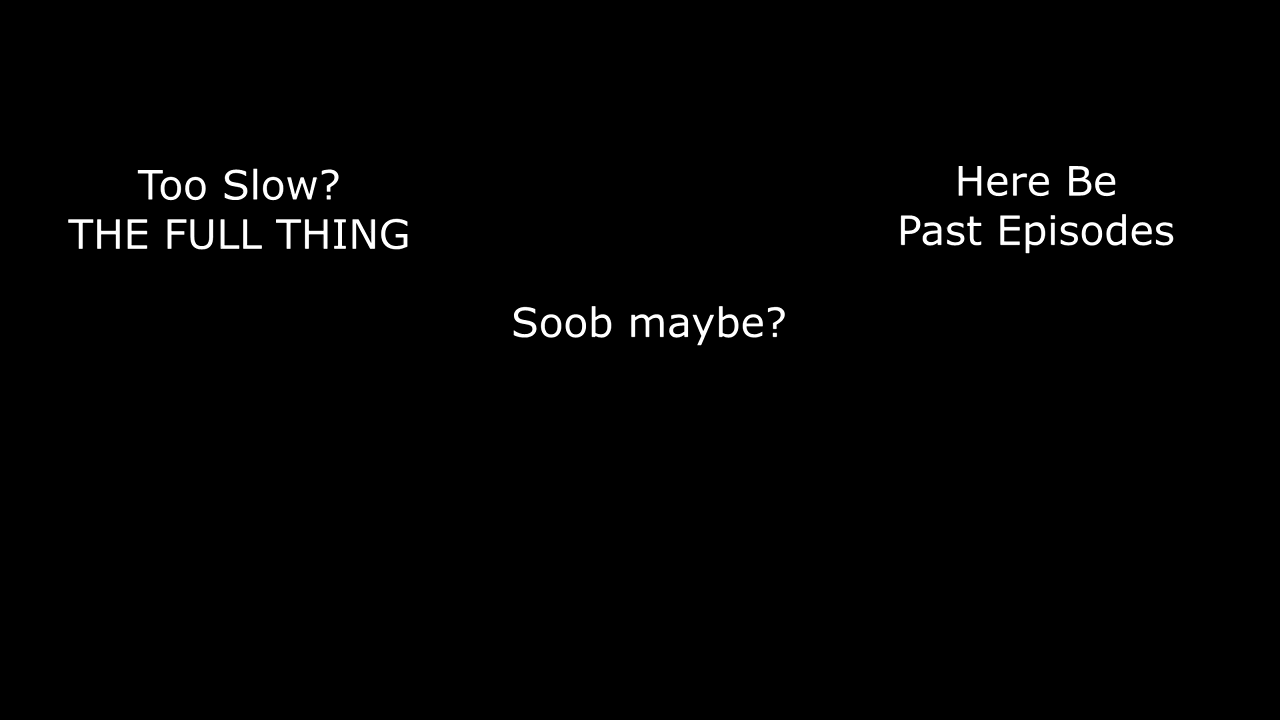 Too Slow?
THE FULL THING
Here Be
Past Episodes
Soob maybe?